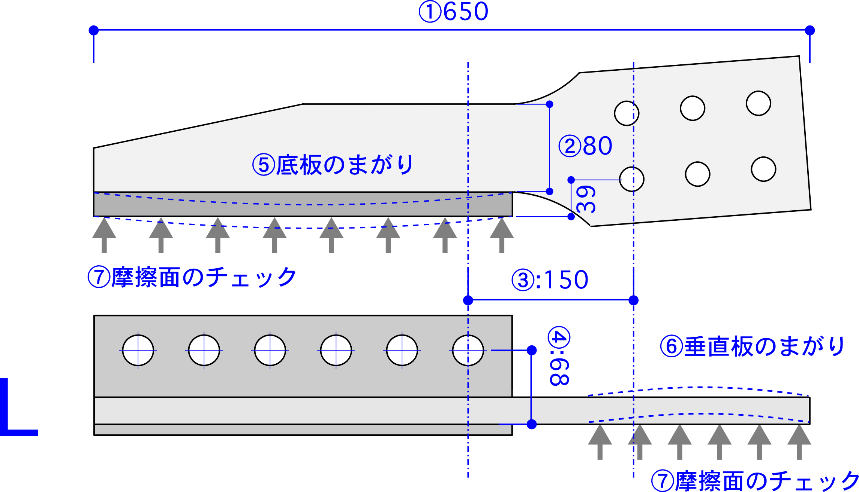 ①650
②80
⑤底板のまがり
39
⑦摩擦面のチェック
③:150
④:68
⑥垂直板のまがり
L
⑦摩擦面のチェック